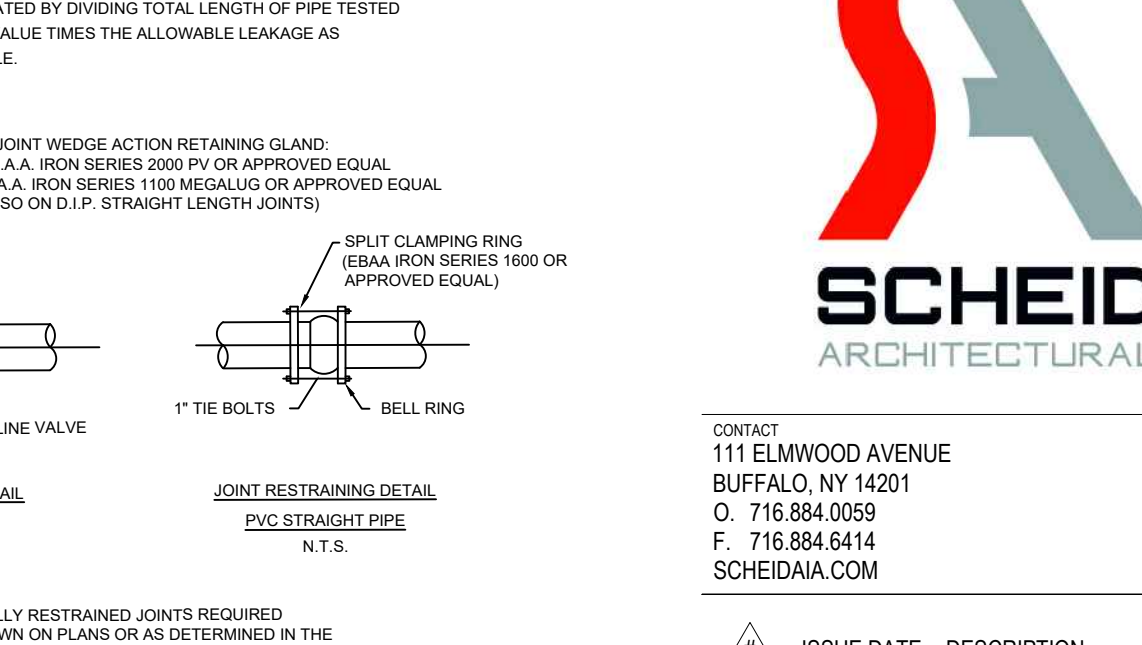 ATED BY DIVIDING TOTAL LENGTH OF PIPE TESTED
ALUE TIMES THE ALLOWABLE LEAKAGE AS
LE.
JOINT WEDGE ACTION RETAINING GLAND:
.A.A. IRON SERIES 2000 PV OR APPROVED EQUAL
A.A. IRON SERIES 1100 MEGALUG OR APPROVED EQUAL
SO ON D.I.P. STRAIGHT LENGTH JOINTS)
SPLIT CLAMPING RING
(EBAA IRON SERIES 1600 OR
APPROVED EQUAL)
1" TIE BOLTS
BELL RING
LINE VALVE
AIL
JOINT RESTRAINING DETAIL
PVC STRAIGHT PIPE
N.T.S.
LLY RESTRAINED JOINTS REQUIRED
WN ON PLANS OR AS DETERMINED IN THE
SA
SCHEID
ARCHITECTURAL
CONTACT
111 ELMWOOD AVENUE
BUFFALO, NY 14201
O. 716.884.0059
F. 716.884.6414
SCHEIDAIA.COM
# ISSUE DATE DESCRIPTION